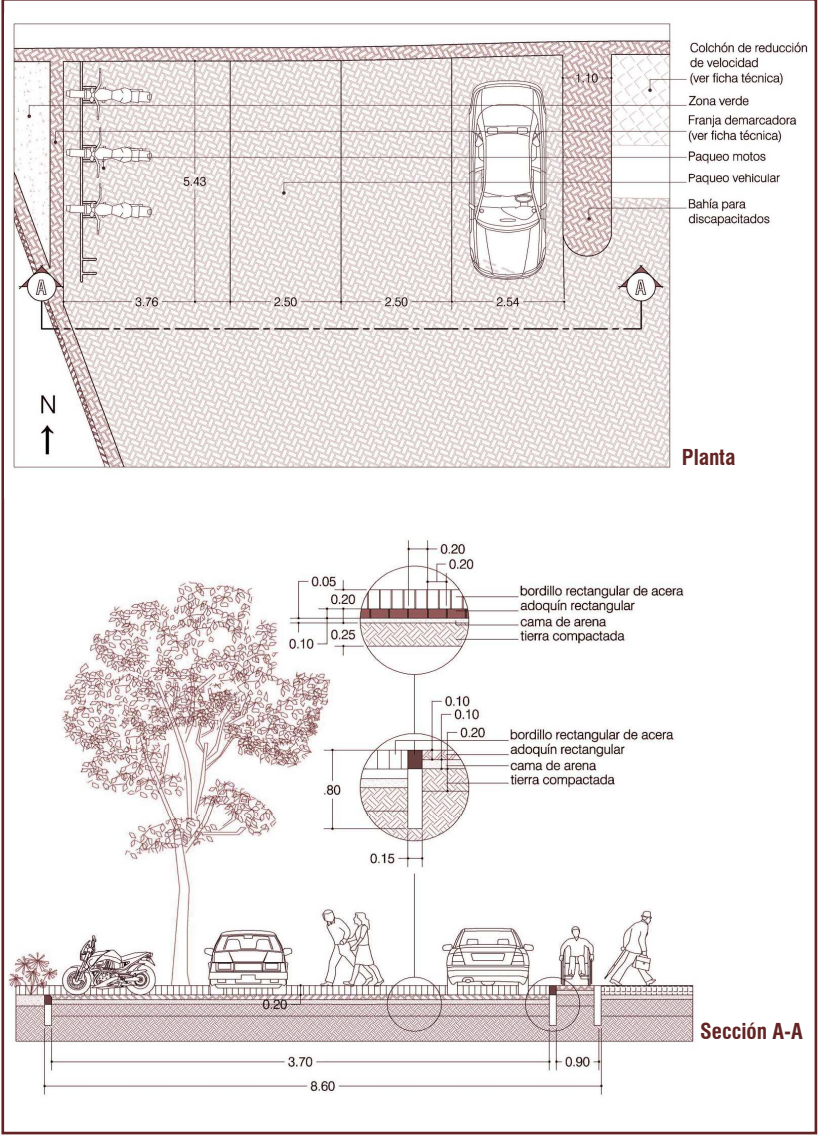 1.10
Colchón de reducción
de velocidad
(ver ficha técnica)
Zona verde
Franja demarcadora
(ver ficha técnica)
Paqueo motos
Paqueo vehicular
Bahía para
discapacitados
5.43
A
A
3.76
2.50
2.50
2.54
N
Planta
0.20
0.20
0.05
0.20
0.10
0.25
bordillo rectangular de acera
adoquín rectangular
cama de arena
tierra compactada
0.10
0.10
0.20
.80
0.15
bordillo rectangular de acera
adoquín rectangular
cama de arena
tierra compactada
0.20
Sección A-A
3.70
0.90
8.60